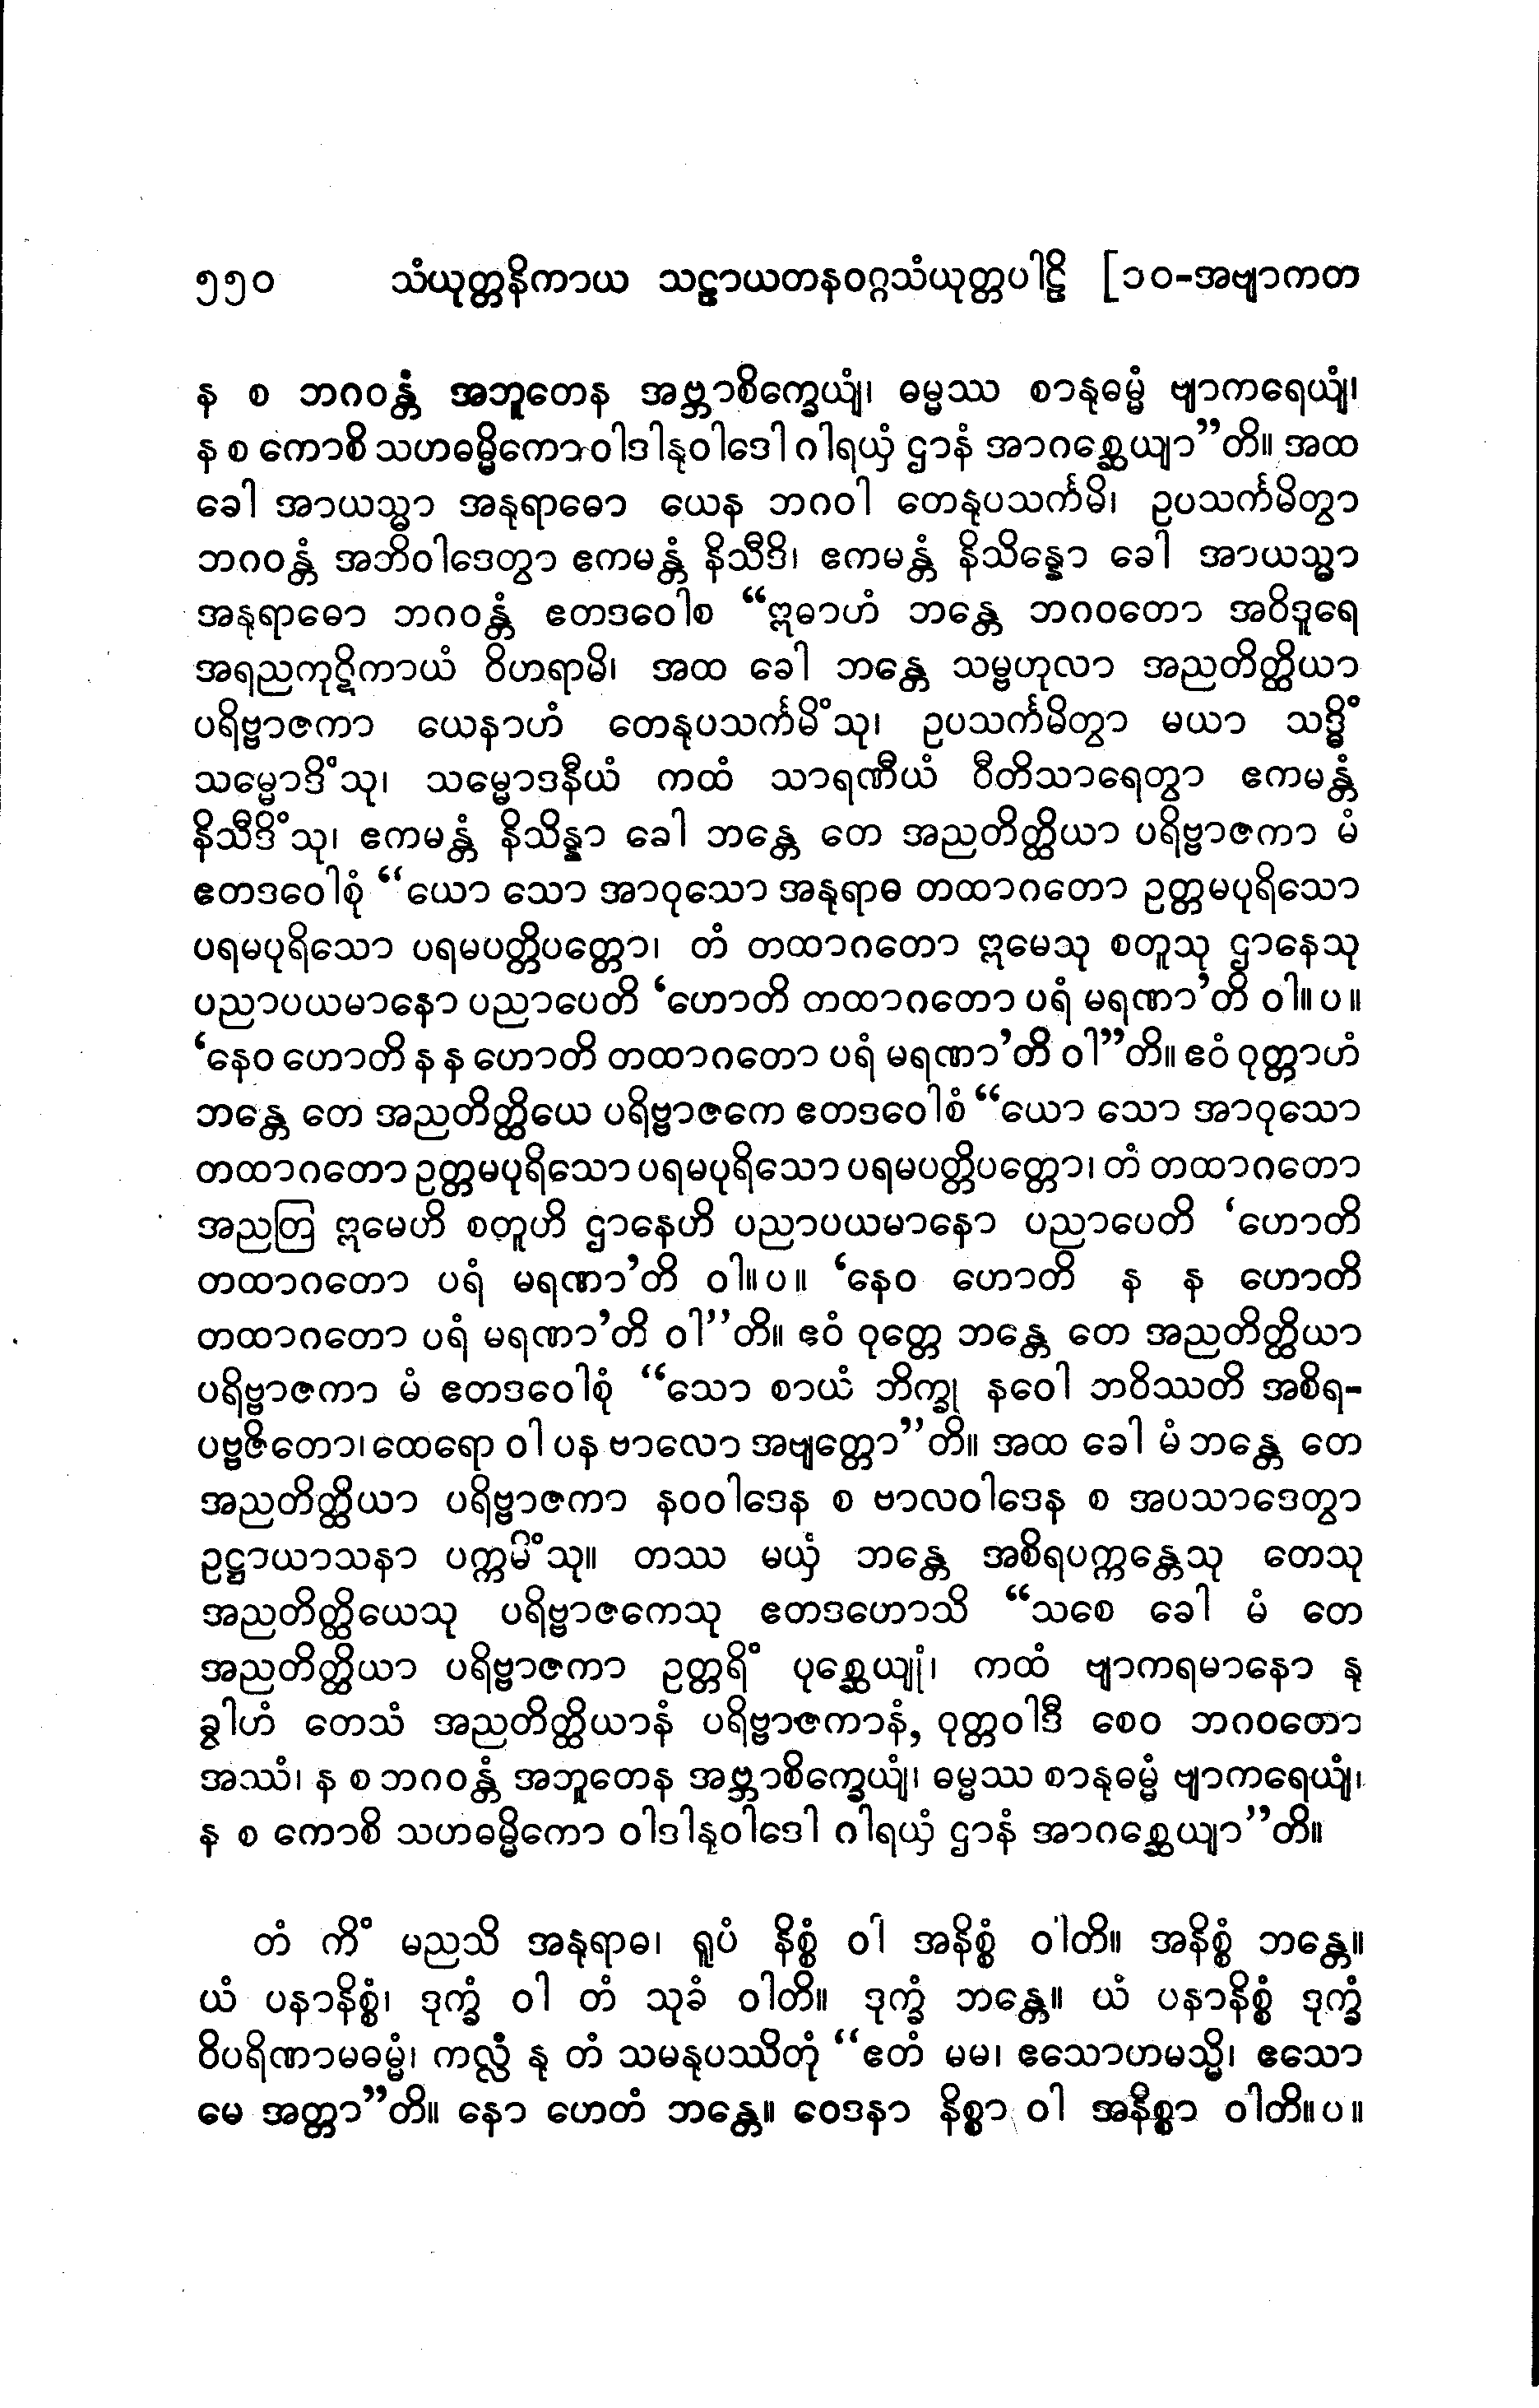 ၅၅၀ သံယုတ္တနိကာယ သဠာယတနဝဂ္ဂသံယုတ္တပါဠိ [၁၀-အဗျာကတ
န စ ဘဂဝန္တံ အဘူတေန အဗ္ဘာစိက္ခေယျံ၊ ဓမ္မဿ စာနုဓမ္မံ ဗျာကရေယျံ၊
န စ ကောစိ သဟဓမ္မိကော ဝါဒါနုဝါဒေါ ဂါရယှံ ဌာနံ အာဂစ္ဆေယျာ”တိ။ အထ
ခေါ အာယသ္မာ အနုရာဓော ယေန ဘဂဝါ တေနုပသင်္ကမိ၊ ဥပသင်္ကမိတွာ
ဘဂဝန္တံ အဘိဝါဒေတွာ ဧကမန္တံ နိသီဒိ၊ ဧကမန္တံ နိသိန္နော ခေါ အာယသ္မာ
အနုရာဓော ဘဂဝန္တံ ဧတဒဝေါစ “ဣဓာဟံ ဘန္တေ ဘဂဝတော အဝိဒူရေ
အရညကုဋိကာယံ ဝိဟရာမိ၊ အထ ခေါ ဘန္တေ သမ္ဗဟုလာ အညတိတ္ထိယာ
ပရိဗ္ဗာဇကာ ယေနာဟံ တေနုပသင်္ကမိံသု၊ ဥပသင်္ကမိတွာ မယာ သဒ္ဓိံ
သမ္မောဒိံသု၊ သမ္မောဒနီယံ ကထံ သာရဏီယံ ဝီတိသာရေတွာ ဧကမန္တံ
နိသီဒိံသု၊ ဧကမန္တံ နိသိန္နာ ခေါ ဘန္တေ တေ အညတိတ္ထိယာ ပရိဗ္ဗာဇကာ မံ
ဧတဒဝေါစုံ “ယော သော အာဝုသော အနုရာဓ တထာဂတော ဥတ္တမပုရိသော
ပရမပုရိသော ပရမပတ္တိပတ္တော၊ တံ တထာဂတော ဣမေသု စတူသု ဌာနေသု
ပညာပယမာနော ပညာပေတိ ‘ဟောတိ တထာဂတော ပရံ မရဏာ’တိ ဝါ။ပ။
‘နေဝ ဟောတိ န န ဟောတိ တထာဂတော ပရံ မရဏာ’တိ ဝါ”တိ။ ဧဝံ ဝုတ္တာဟံ
ဘန္တေ တေ အညတိတ္ထိယေ ပရိဗ္ဗာဇကေ ဧတဒဝေါစံ “ယော သော အာဝုသော
တထာဂတော ဥတ္တမပုရိသော ပရမပုရိသော ပရမပတ္တိပတ္တော၊ တံ တထာဂတော
အညတြ ဣမေဟိ စတူဟိ ဌာနေဟိ ပညာပယမာနော ပညာပေတိ ‘ဟောတိ
တထာဂတော ပရံ မရဏာ’တိ ဝါ။ပ။ ‘နေဝ ဟောတိ န န ဟောတိ
တထာဂတော ပရံ မရဏာ’တိ ဝါ”တိ။ ဧဝံ ဝုတ္တေ ဘန္တေ တေ အညတိတ္ထိယာ
ပရိဗ္ဗာဇကာ မံ ဧတဒဝေါစုံ “သော စာယံ ဘိက္ခု နဝေါ ဘဝိဿတိ အစိရ-
ပဗ္ဗဇိတော၊ ထေရော ဝါ ပန ဗာလော အဗျတ္တော”တိ။ အထ ခေါ မံ ဘန္တေ တေ
အညတိတ္ထိယာ ပရိဗ္ဗာဇကာ နဝဝါဒေန စ ဗာလဝါဒေန စ အပသာဒေတွာ
ဥဋ္ဌာယာသနာ ပက္ကမိံသု။ တဿ မယှံ ဘန္တေ အစိရပက္ကန္တေသု တေသု
အညတိတ္ထိယေသု ပရိဗ္ဗာဇကေသု ဧတဒဟောသိ “သစေ ခေါ မံ တေ
အညတိတ္ထိယာ ပရိဗ္ဗာဇကာ ဥတ္တရိံ ပုစ္ဆေယျုံ၊ ကထံ ဗျာကရမာနော နု
ခွါဟံ တေသံ အညတိတ္ထိယာနံ ပရိဗ္ဗာဇကာနံ, ဝုတ္တဝါဒီ စေဝ ဘဂဝတော
အဿံ၊ န စ ဘဂဝန္တံ အဘူတေန အဗ္ဘာစိက္ခေယျံ၊ ဓမ္မဿ စာနုဓမ္မံ ဗျာကရေယျံ၊
န စ ကောစိ သဟဓမ္မိကော ဝါဒါနုဝါဒေါ ဂါရယှံ ဌာနံ အာဂစ္ဆေယျာ”တိ။
တံ ကိံ မညသိ အနုရာဓ၊ ရူပံ နိစ္စံ ဝါ အနိစ္စံ ဝါတိ။ အနိစ္စံ ဘန္တေ။
ယံ ပနာနိစ္စံ၊ ဒုက္ခံ ဝါ တံ သုခံ ဝါတိ။ ဒုက္ခံ ဘန္တေ။ ယံ ပနာနိစ္စံ ဒုက္ခံ
ဝိပရိဏာမဓမ္မံ၊ ကလ္လံ နု တံ သမနုပဿိတုံ “ဧတံ မမ၊ ဧသောဟမသ္မိ၊ ဧသော
မေ အတ္တာ”တိ။ နော ဟေတံ ဘန္တေ။ ဝေဒနာ နိစ္စာ ဝါ အနိစ္စာ ဝါတိ။ပ။